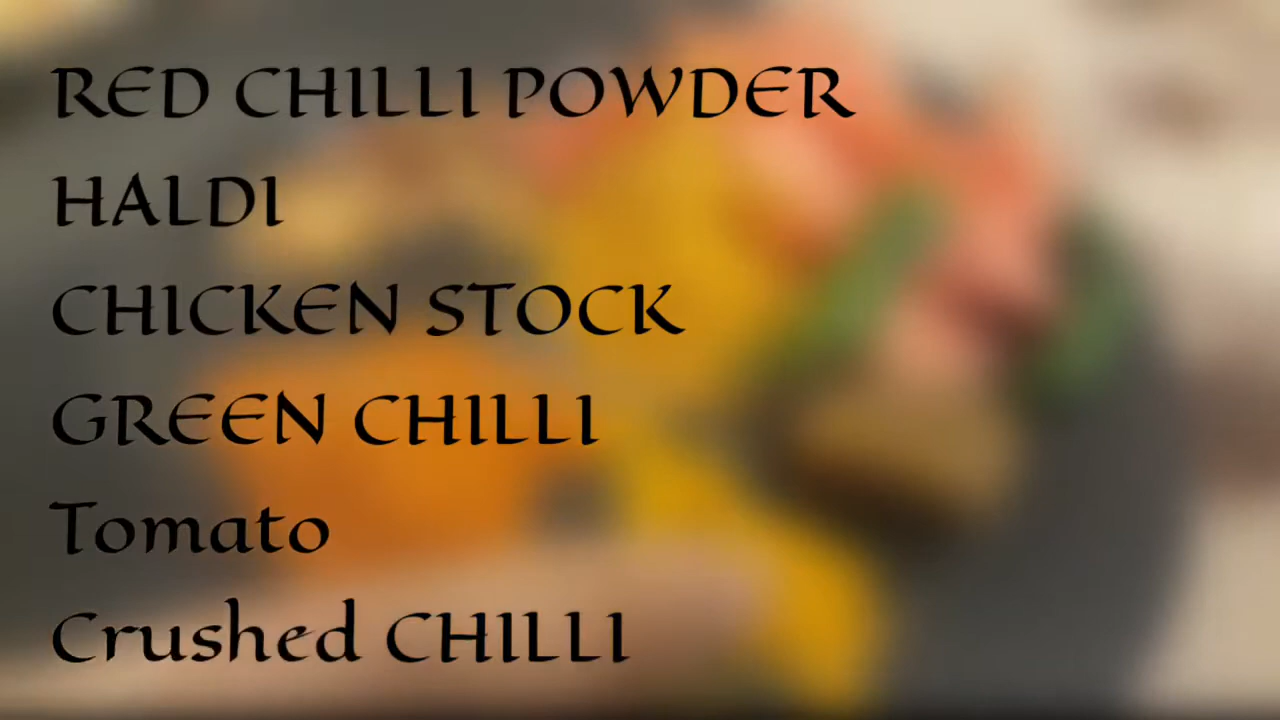 RED CHILLI POWDER
HALDI
CHICKEN STOCK
GREEN CHILLI
Tomato
Crushed CHILLI